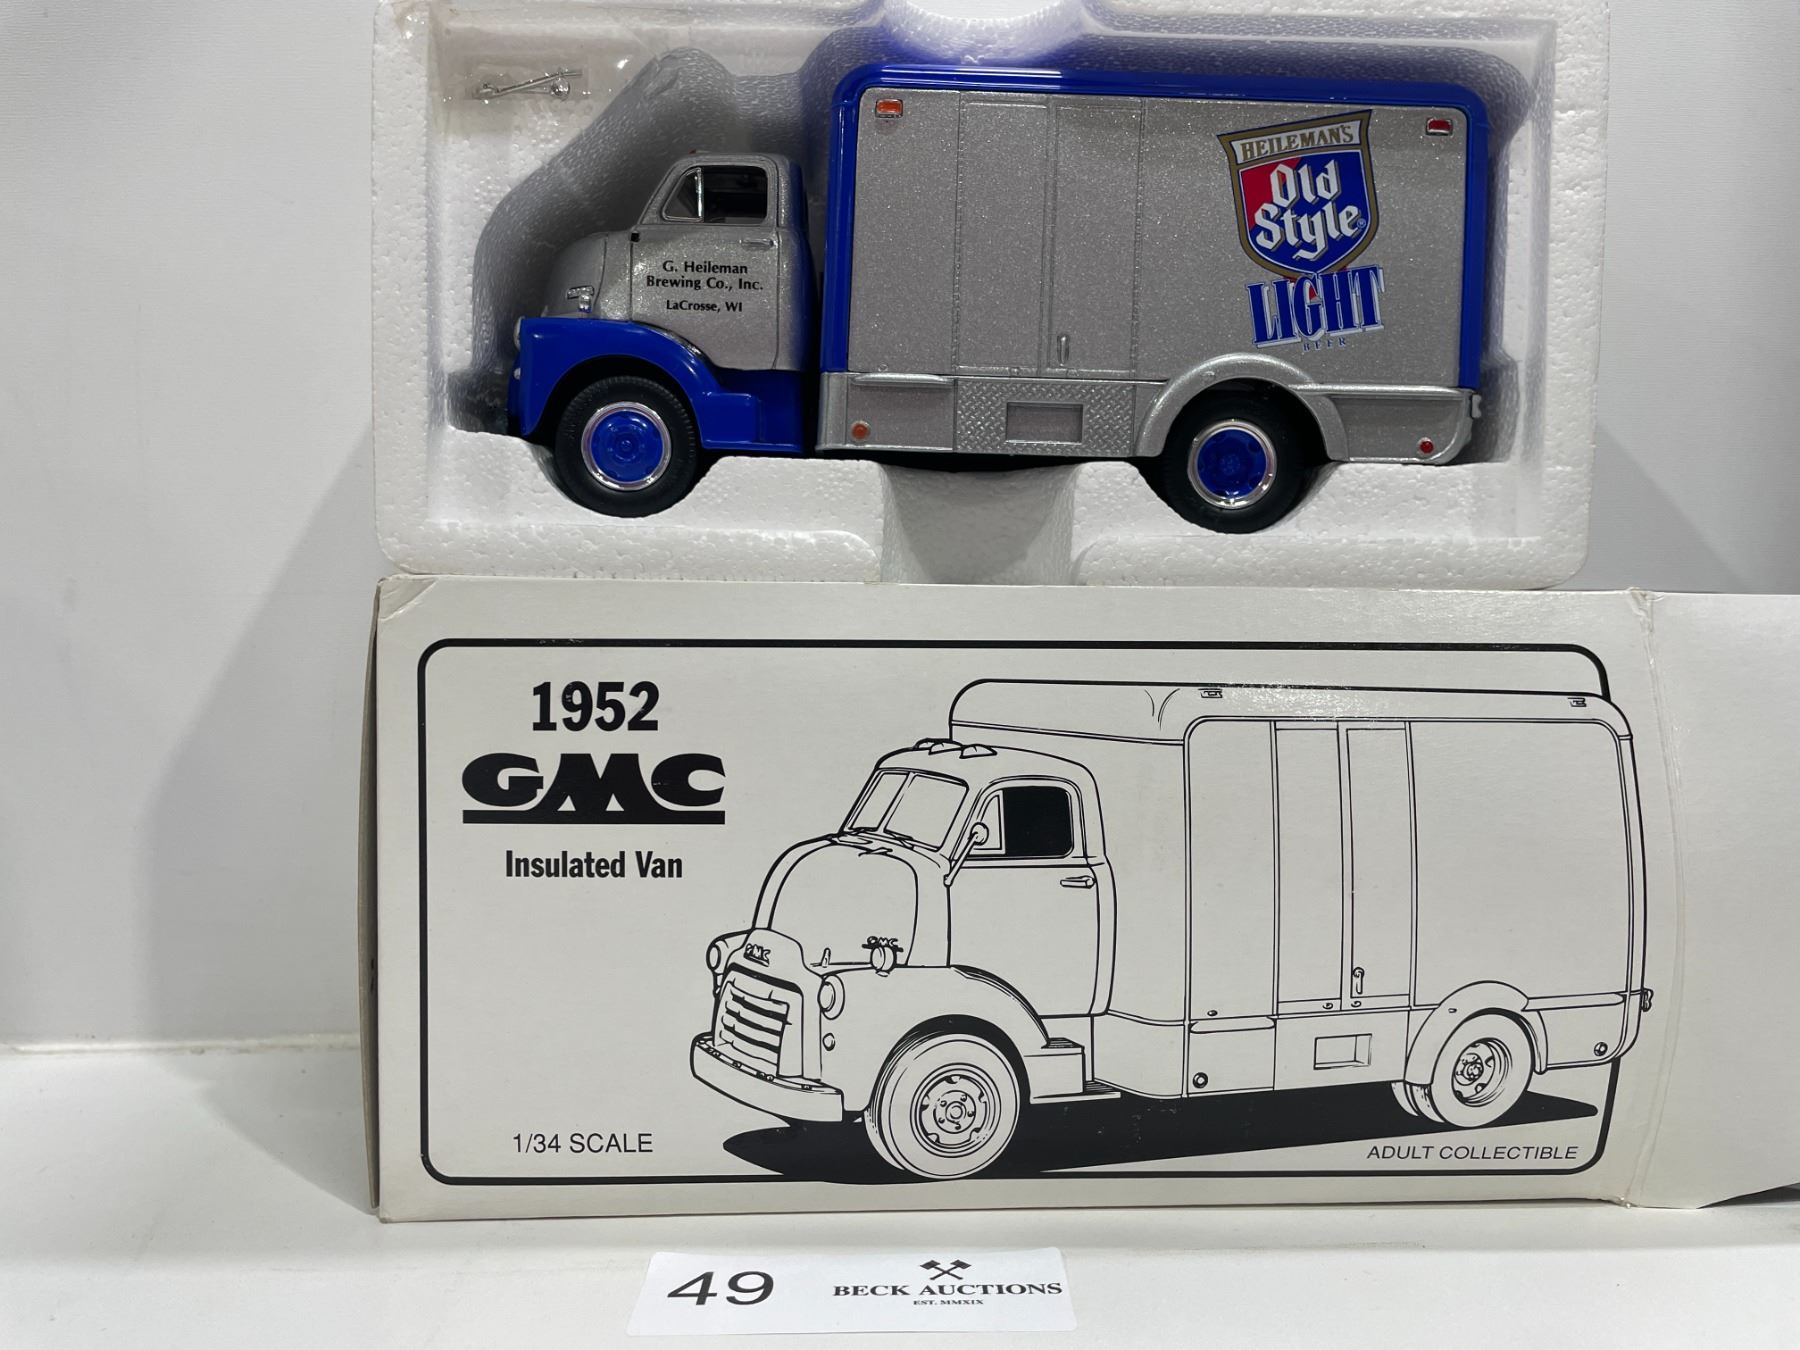 HEILEMAN'S
Old
Style®
LIGHT
BEER
G. Heileman
Brewing Co., Inc.
LaCrosse, WI
1952
GMC
Insulated Van
GMC
GMC
1/34 SCALE
ADULT COLLECTIBLE
49
BECK AUCTIONS
EST. MMXIX